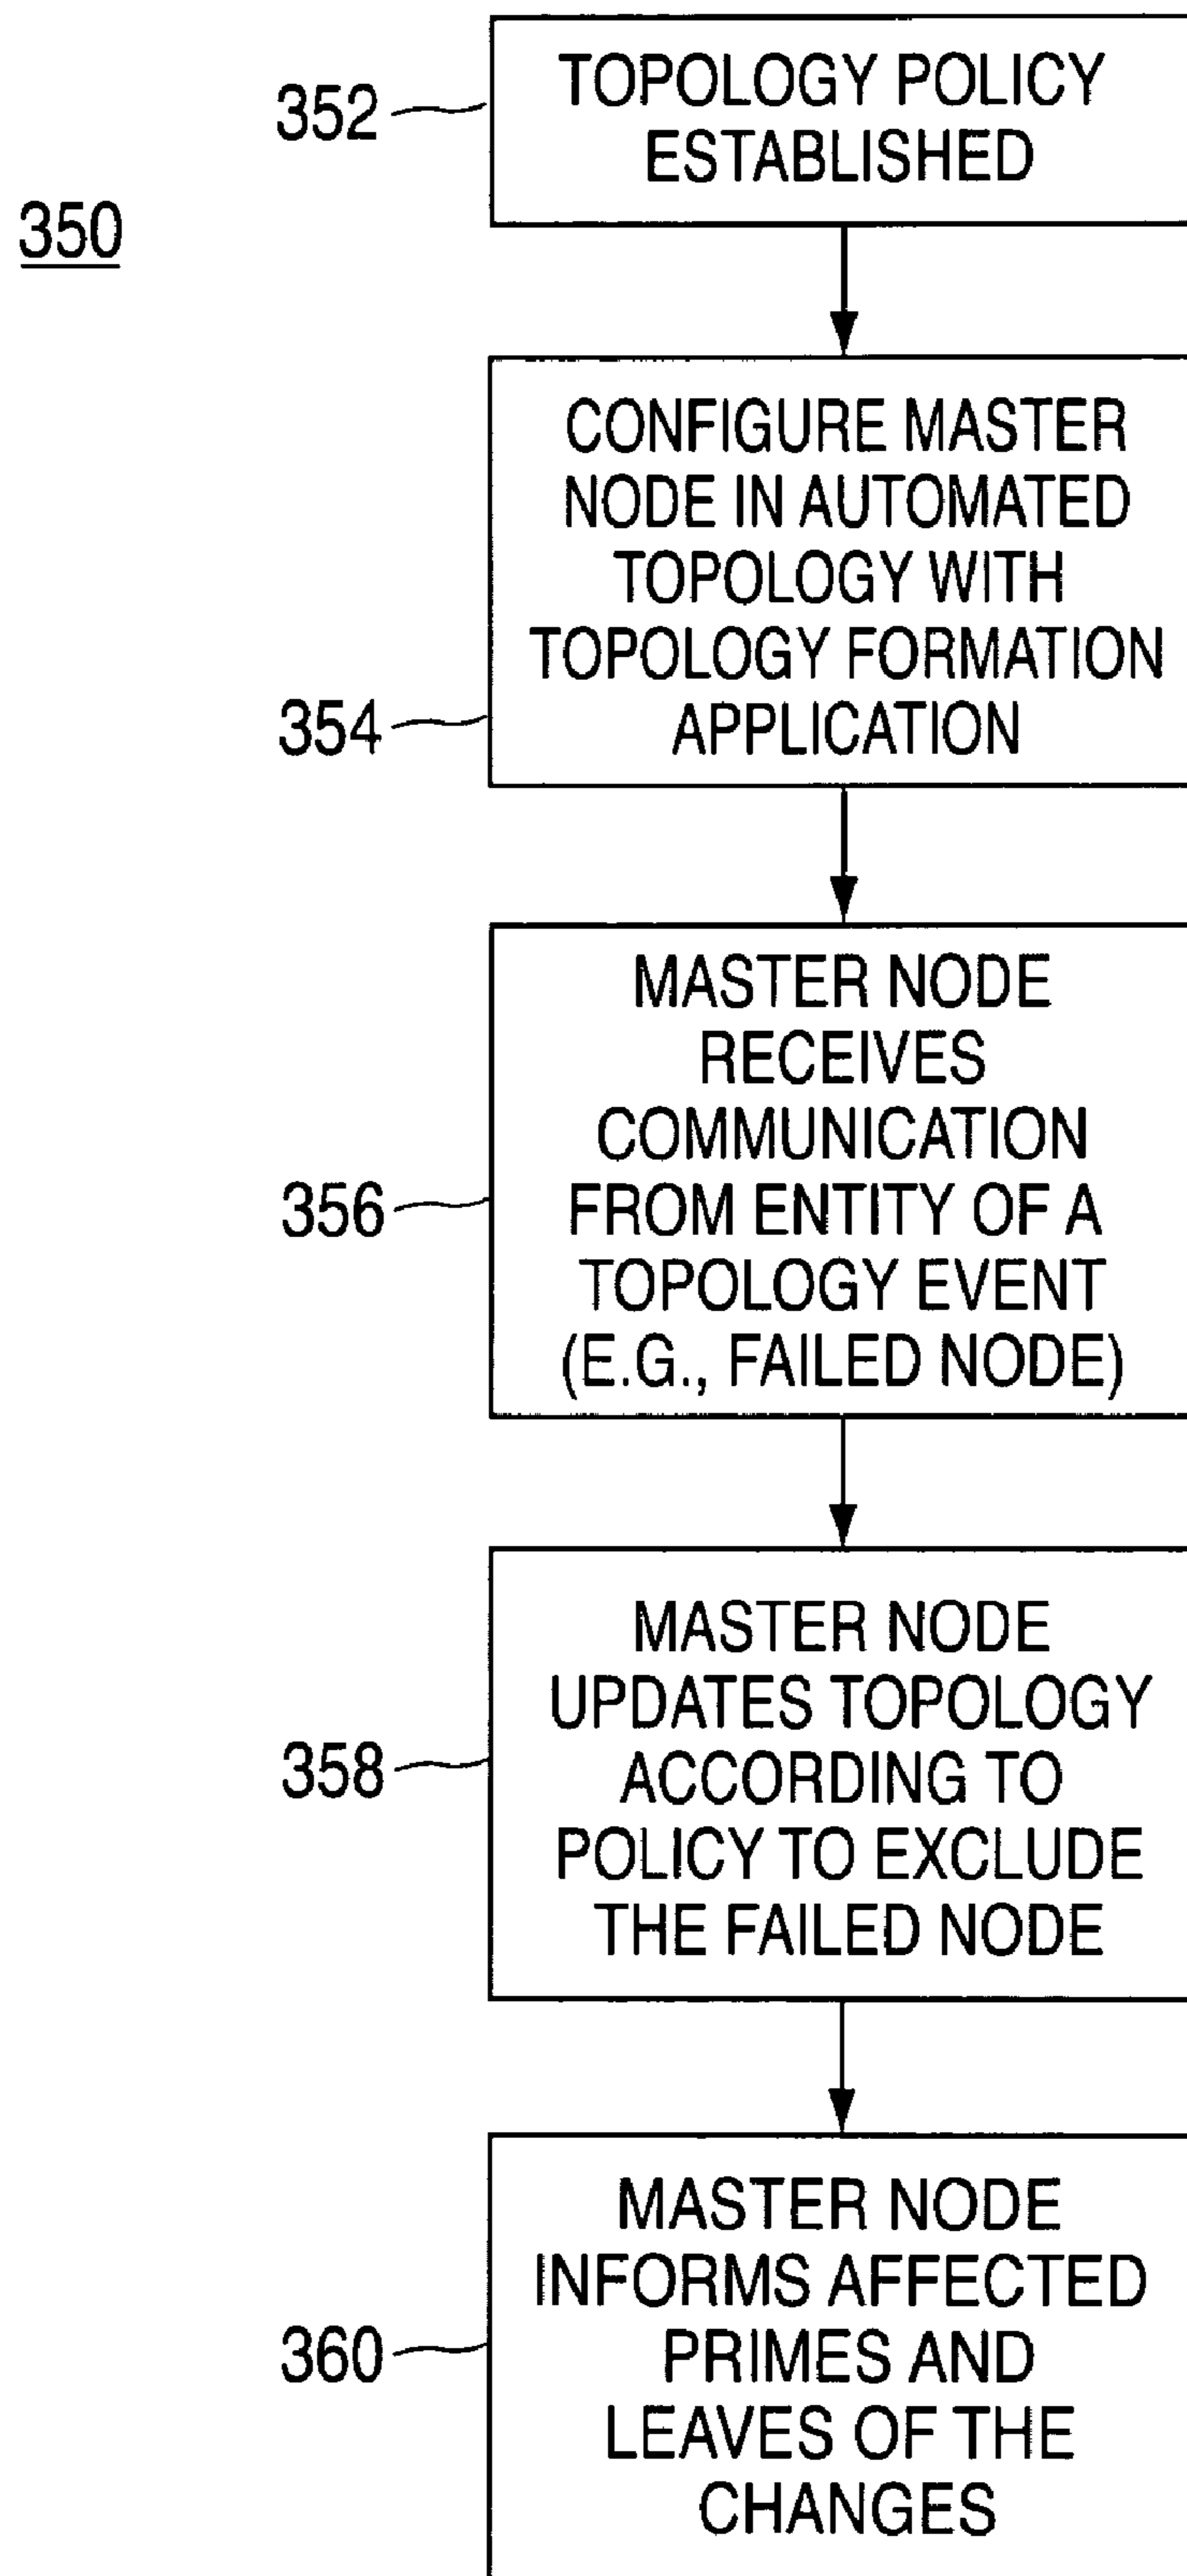 352
TOPOLOGY POLICY
ESTABLISHED
350
354
CONFIGURE MASTER
NODE IN AUTOMATED
TOPOLOGY WITH
TOPOLOGY FORMATION
APPLICATION
356
MASTER NODE
RECEIVES
COMMUNICATION
FROM ENTITY OF A
TOPOLOGY EVENT
(E.G., FAILED NODE)
358
MASTER NODE
UPDATES TOPOLOGY
ACCORDING TO
POLICY TO EXCLUDE
THE FAILED NODE
360
MASTER NODE
INFORMS AFFECTED
PRIMES AND
LEAVES OF THE
CHANGES